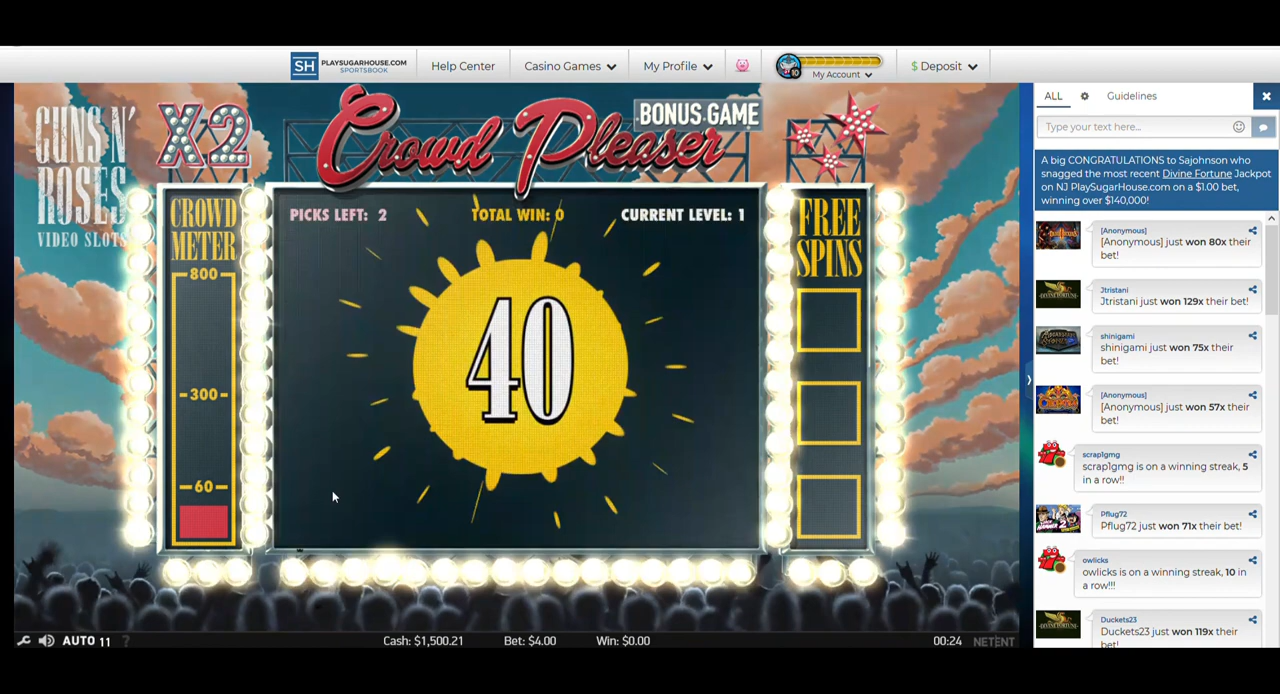 SH
PLAYSUGARHOUSE.COM
SPORTSBOOK
Help Center
Casino Games
My Profile
10
My Account
$ Deposit
GUNS N'
ROSES
VIDEO SLOTS
X2
Crowd Pleaser
BONUS GAME
CROWD
METER
800
300
60
PICKS LEFT: 2
TOTAL WIN: 0
CURRENT LEVEL: 1
40
FREE
SPINS
AUTO 11
?
Cash: $1,500.21
Bet: $4.00
Win: $0.00
00:24
NETENT
ALL
Guidelines
Type your text here...
A big CONGRATULATIONS to Sajohnson who
snagged the most recent Divine Fortune Jackpot
on NJ PlaySugarHouse.com on a $1.00 bet,
winning over $140,000!
[Anonymous]
[Anonymous] just won 80x their
bet!
Jtristani
Jtristani just won 129x their bet!
shinigami
shinigami just won 75x their
bet!
[Anonymous]
[Anonymous] just won 57x their
bet!
scrap1gmg
scrap1gmg is on a winning streak, 5
in a row!!
Pflug72
Pflug72 just won 71x their bet!
owlicks
owlicks is on a winning streak, 10 in
a row!!!
Duckets23
Duckets23 just won 119x their
bet!